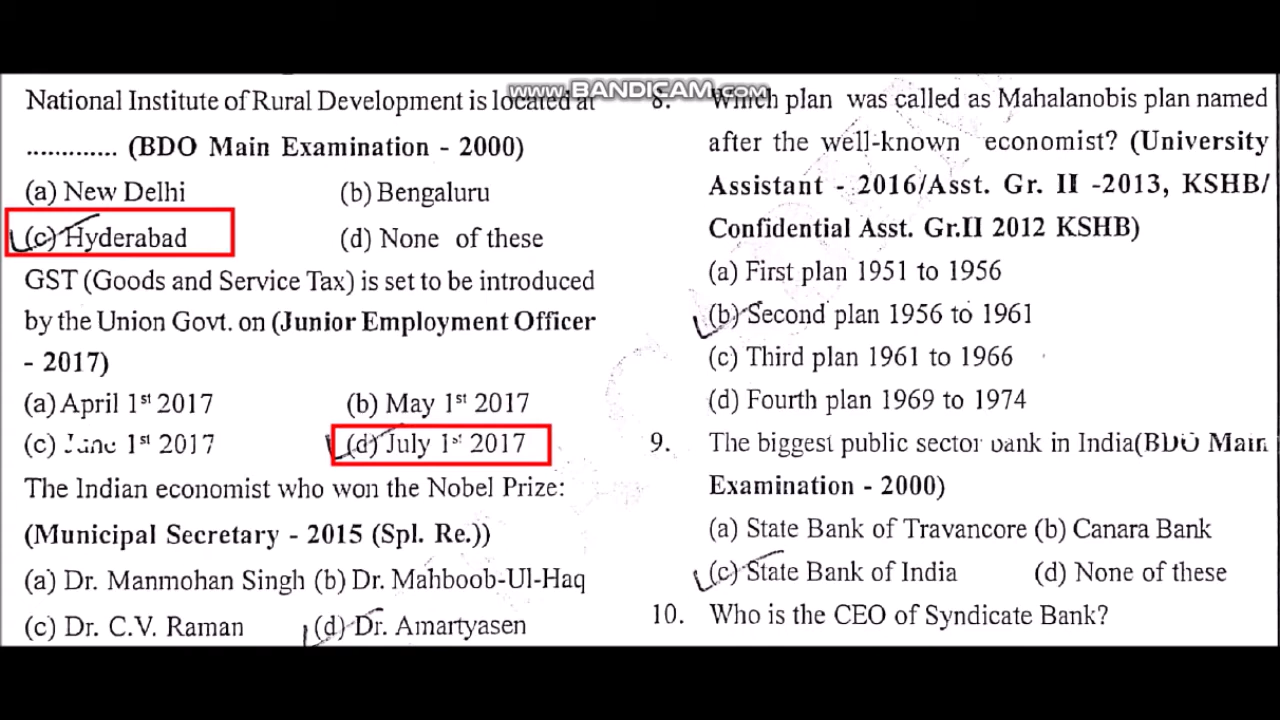 www.BANDICAM.com
National Institute of Rural Development is located at
............. (BDO Main Examination - 2000)
(a) New Delhi (b) Bengaluru
(c) Hyderabad (d) None of these
GST (Goods and Service Tax) is set to be introduced
by the Union Govt. on (Junior Employment Officer
- 2017)
(a) April 1st 2017 (b) May 1st 2017
(c) June 1st 2017 (d) July 1st 2017
The Indian economist who won the Nobel Prize:
(Municipal Secretary - 2015 (Spl. Re.))
(a) Dr. Manmohan Singh (b) Dr. Mahboob-Ul-Haq
(c) Dr. C.V. Raman (d) Dr. Amartyasen
8. Which plan was called as Mahalanobis plan named
after the well-known economist? (University
Assistant - 2016/Asst. Gr. II -2013, KSHB/
Confidential Asst. Gr.II 2012 KSHB)
(a) First plan 1951 to 1956
(b) Second plan 1956 to 1961
(c) Third plan 1961 to 1966
(d) Fourth plan 1969 to 1974
9. The biggest public sector bank in India(BDO Main
Examination - 2000)
(a) State Bank of Travancore (b) Canara Bank
(c) State Bank of India (d) None of these
10. Who is the CEO of Syndicate Bank?